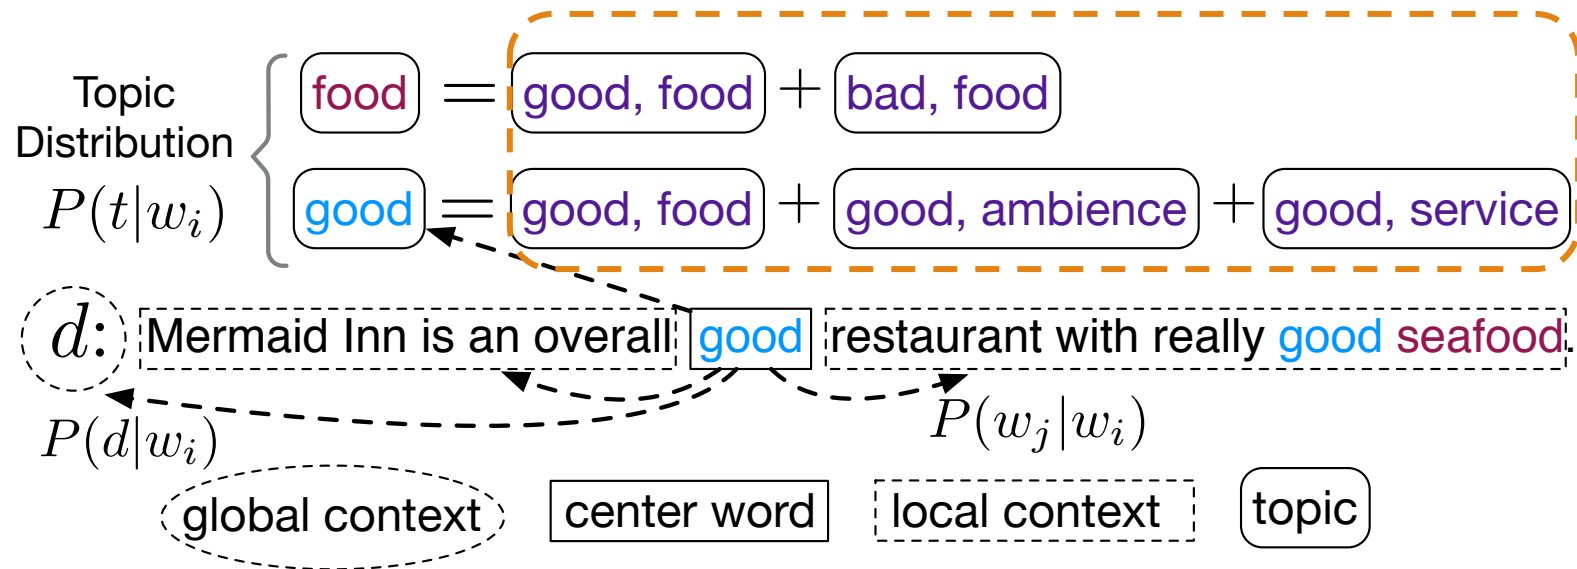 Topic
Distribution
P(t|w_i)
food = good, food + bad, food
good = good, food + good, ambience + good, service
d: Mermaid Inn is an overall good restaurant with really good seafood.
P(d|w_i)
P(w_j|w_i)
global context center word local context topic